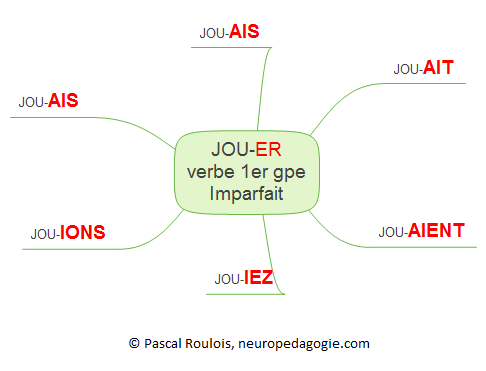 JOU-AIS
JOU-AIT
JOU-AIS
JOU-ER
verbe 1er gpe
Imparfait
JOU-IONS
JOU-AIENT
JOU-IEZ
© Pascal Roulois, neuropedagogie.com